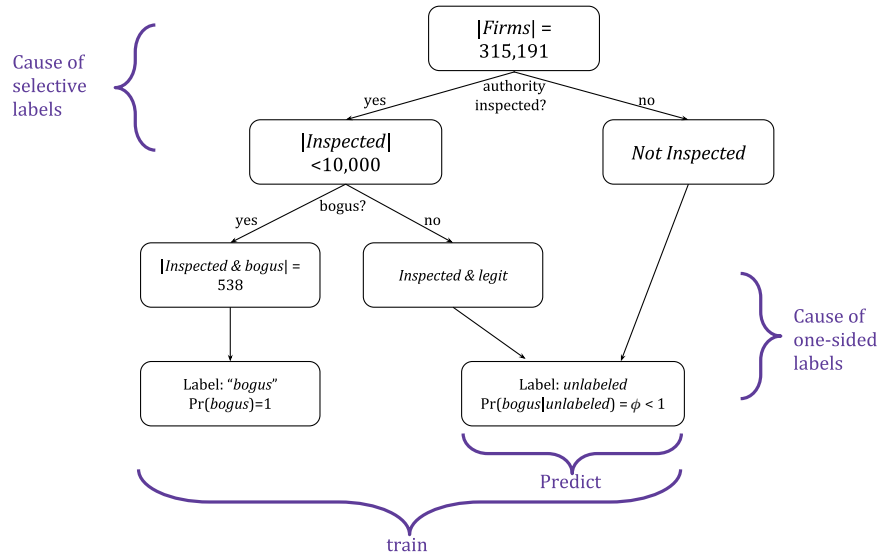 |Firms| =
315,191
Cause of
selective
labels
authority
inspected?
yes
no
|Inspected|
<10,000
Not Inspected
bogus?
yes
no
|Inspected & bogus| =
538
Inspected & legit
Cause of
one-sided
labels
Label: “bogus”
Pr(bogus)=1
Label: unlabeled
Pr(bogus|unlabeled) = ϕ < 1
Predict
train